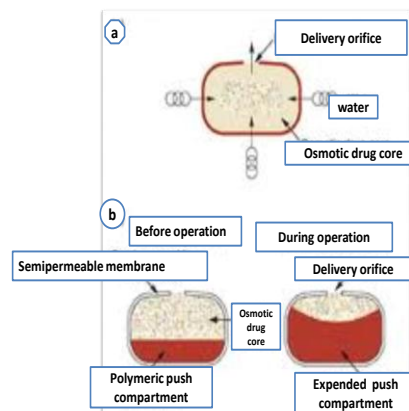 a
Delivery orifice
water
Osmotic drug core
b
Before operation
During operation
Semipermeable membrane
Delivery orifice
Osmotic
drug
core
Polymeric push
compartment
Expended push
compartment